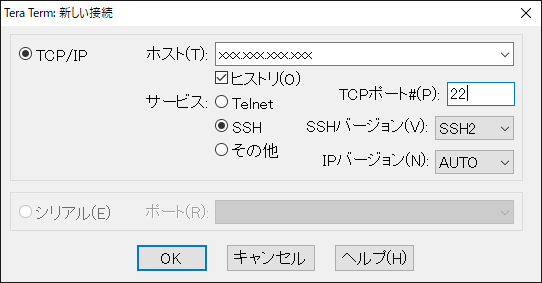 Tera Term: 新しい接続
TCP/IP
ホスト(T): xxx.xxx.xxx.xxx
ヒストリ(O)
サービス: Telnet
TCPポート#(P): 22
SSH
SSHバージョン(V): SSH2
その他
IPバージョン(N): AUTO
シリアル(E)
ポート(R):
OK
キャンセル
ヘルプ(H)